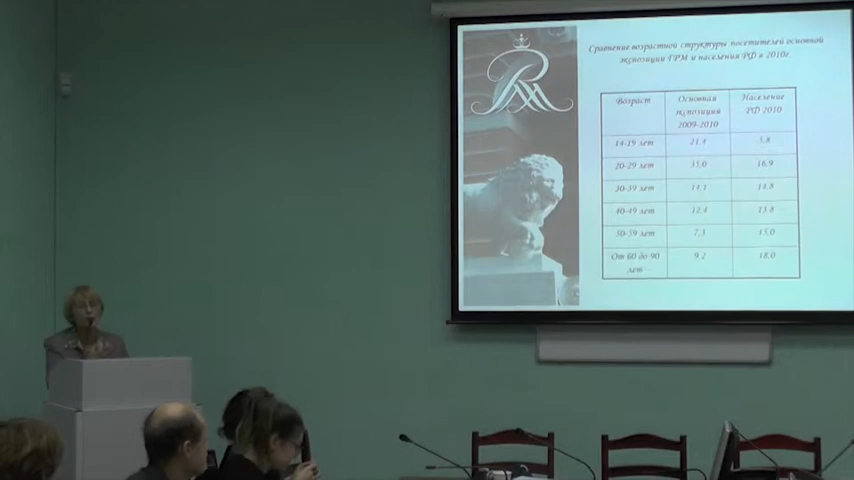 Сравнение возрастной структуры посетителей основной
экспозиции ГРМ и населения РФ в 2010г
Возраст
Основная
экспозиция
2009-2010
Население
РФ 2010
14-19 лет 21,4 5,8
20-29 лет 35,0 16,9
30-39 лет 14,1 14,8
40-49 лет 12,4 13,8
50-59 лет 7,3 15,0
От 60 до 90 9,2 18,0
лет